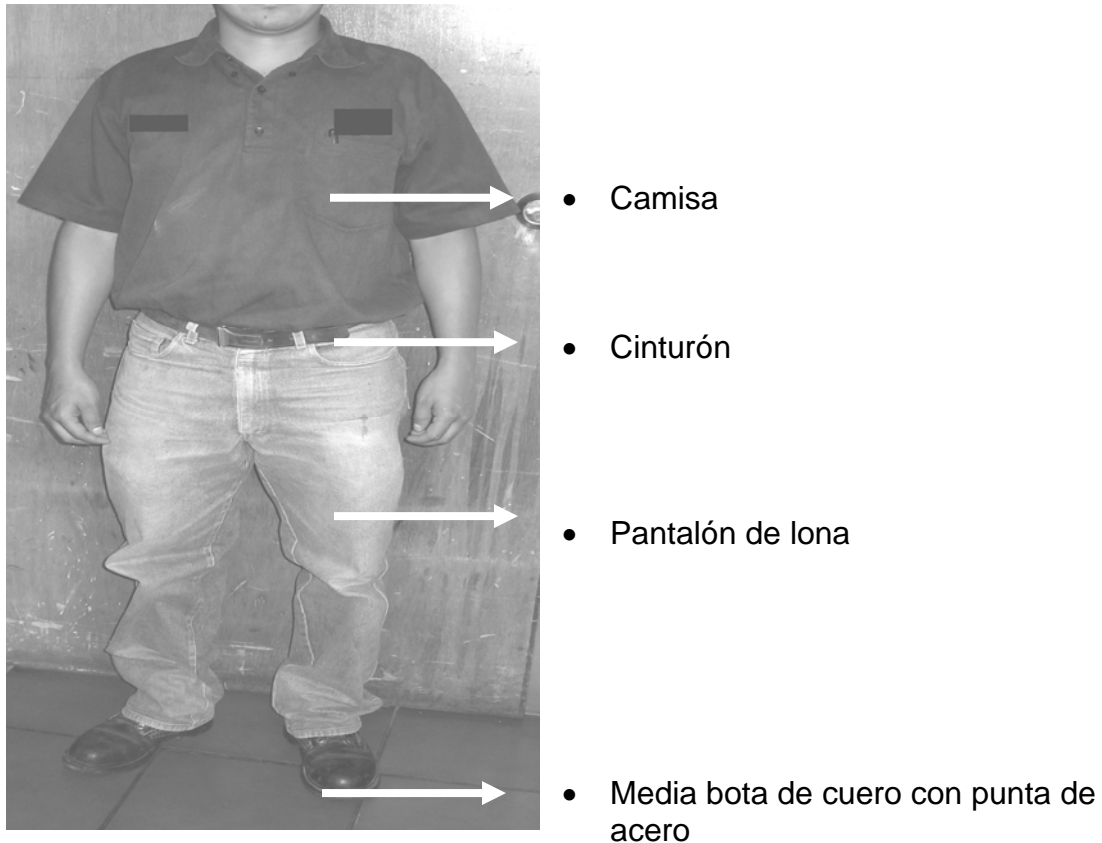 • Camisa
• Cinturón
• Pantalón de lona
• Media bota de cuero con punta de
acero